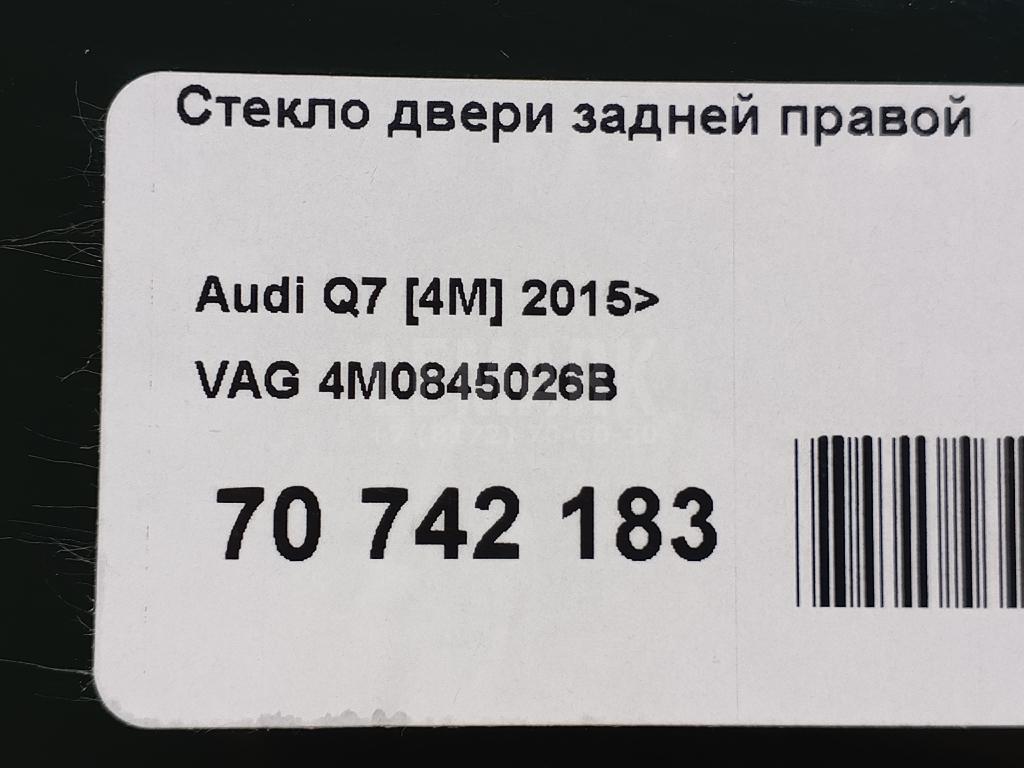 Стекло двери задней правой
Audi Q7 [4M] 2015>
VAG 4M0845026B
70 742 183